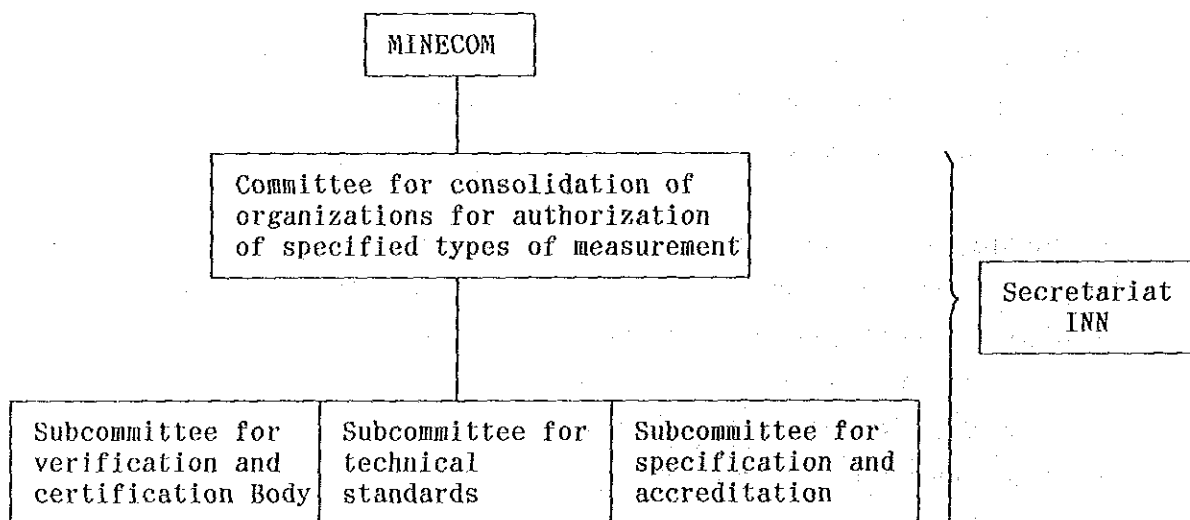 MINECOM
Committee for consolidation of
organizations for authorization
of specified types of measurement
Secretariat
INN
Subcommittee for
verification and
certification Body
Subcommittee for
technical
standards
Subcommittee for
specification and
accreditation